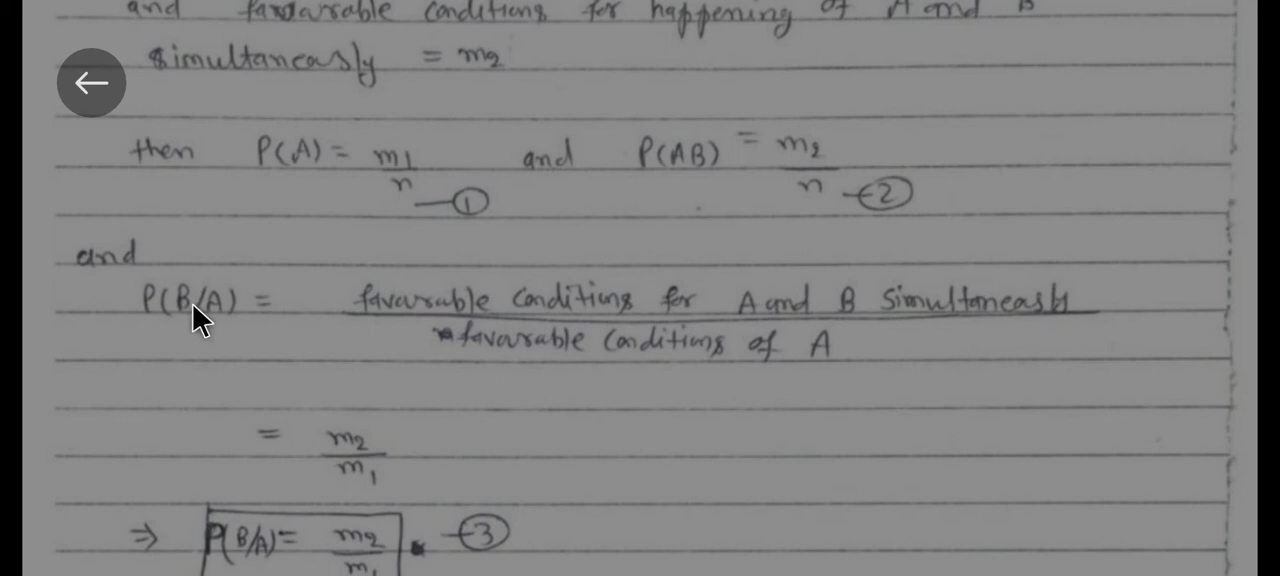 and favourable conditions for happening of A and B
simultaneously = m2
then P(A) = m1/n —① and P(AB) = m2/n —②
and
P(B/A) = favourable conditions for A and B simultaneously
favourable conditions of A
= m2/m1
⇒ P(B/A) = m2/m1 . —③